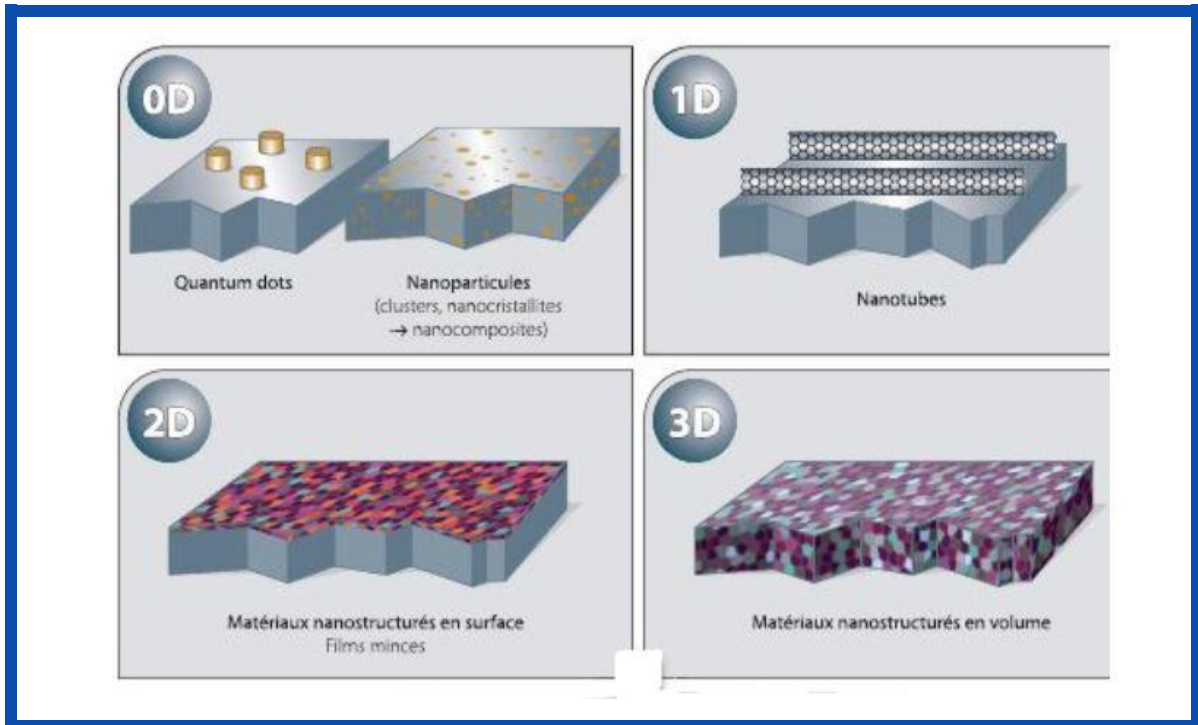 0D
Quantum dots
Nanoparticules
(clusters, nanocristallites
→ nanocomposites)
1D
Nanotubes
2D
Matériaux nanostructurés en surface
Films minces
3D
Matériaux nanostructurés en volume